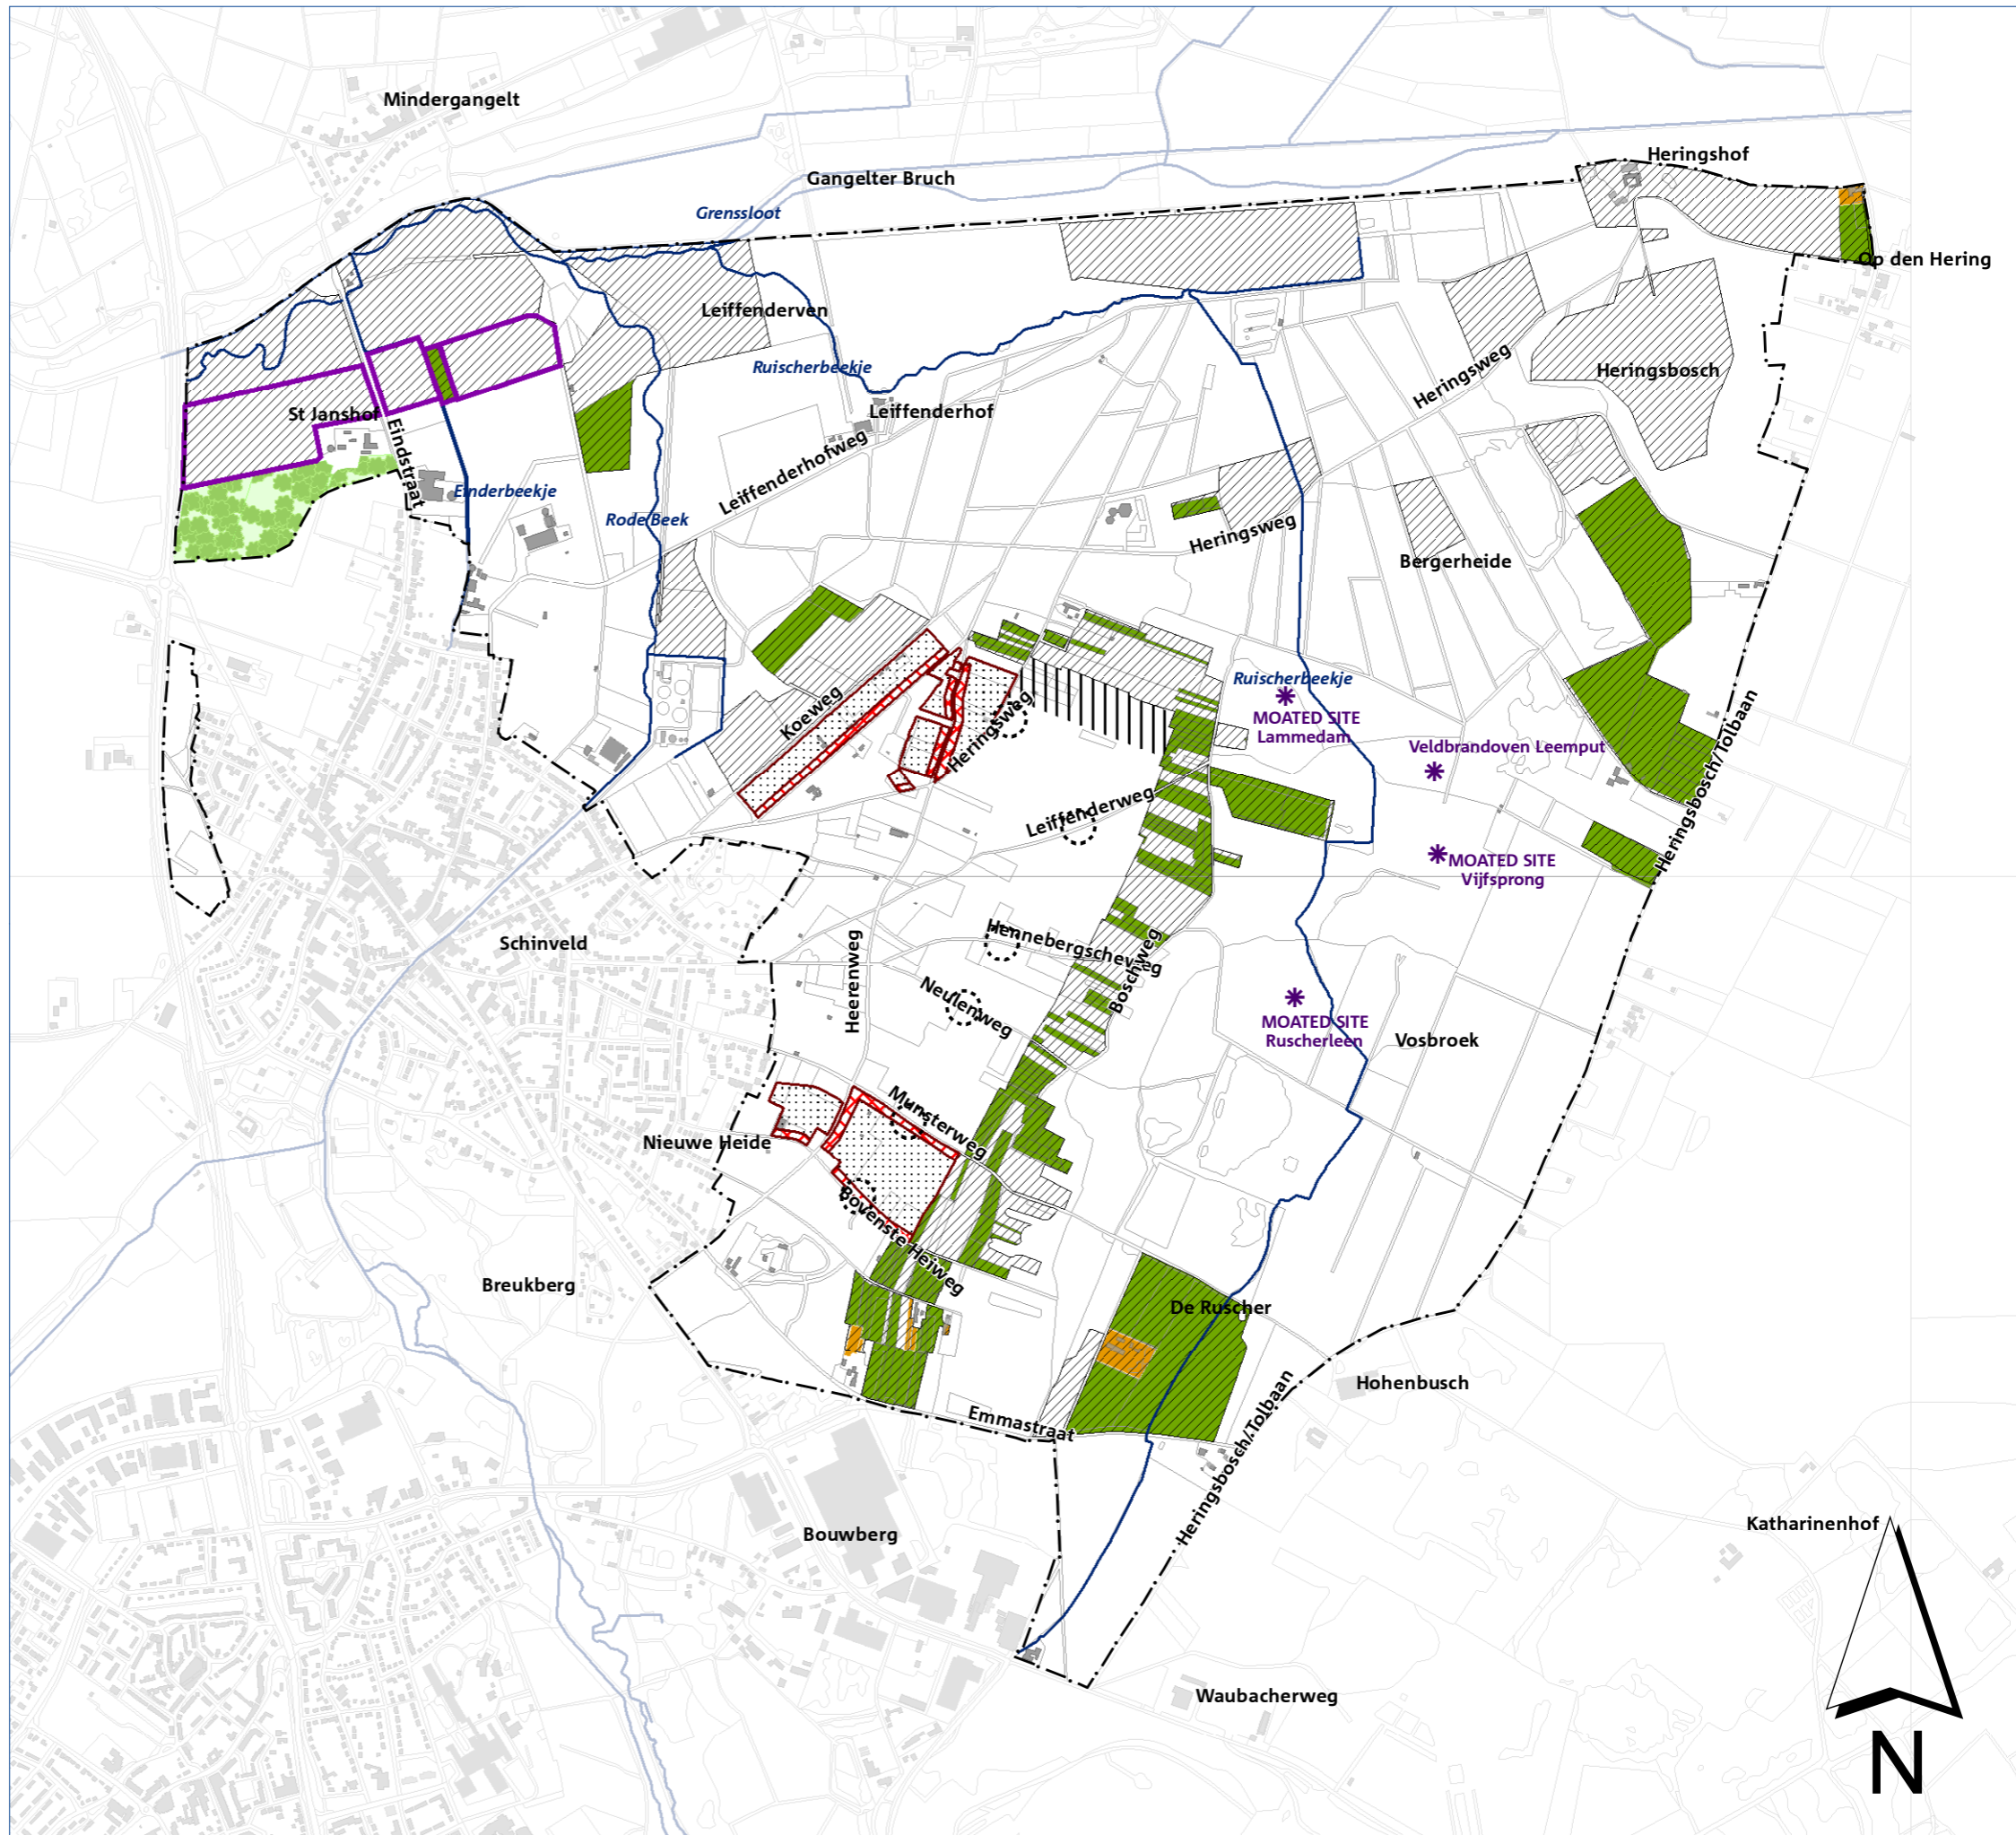 Mindergangelt
Heringshof
Gangelter Bruch
Grenssloot
Op den Hering
Leiffenderven
Ruischerbeekje
Heringsbosch
Heringsweg
St Janshof
Leiffenderhof
Eindstraat
Leiffenderhofweg
Einderbeekje
Rode Beek
Heringsweg
Bergerheide
Ruischerbeekje
Koeweg
Heringsweg
MOATED SITE
Lammedam
Veldbrandoven Leemput
Heringsbosch/Tolbaan
Leiffenderweg
MOATED SITE
Vijfsprong
Schinveld
Hennebergscheweg
Heerenweg
Neulenweg
Boschweg
MOATED SITE
Ruscherleen
Vosbroek
Munsterweg
Nieuwe Heide
Bovenste Heiweg
Breukberg
De Ruscher
Hohenbusch
Emmastraat
Heringsbosch/Tolbaan
Bouwberg
Katharinenhof
Waubacherweg
N